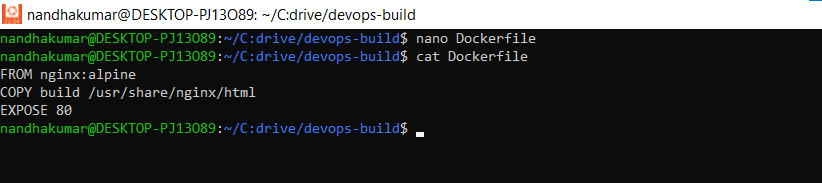 nandhakumar@DESKTOP-PJ13O89: ~/C:drive/devops-build
nandhakumar@DESKTOP-PJ13O89:~/C:drive/devops-build$ nano Dockerfile
nandhakumar@DESKTOP-PJ13O89:~/C:drive/devops-build$ cat Dockerfile
FROM nginx:alpine
COPY build /usr/share/nginx/html
EXPOSE 80
nandhakumar@DESKTOP-PJ13O89:~/C:drive/devops-build$